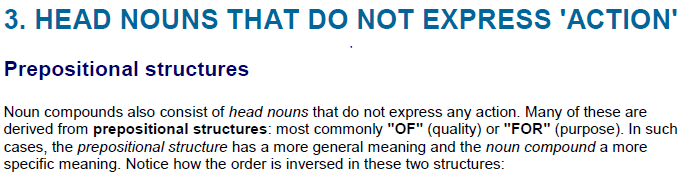 3. HEAD NOUNS THAT DO NOT EXPRESS 'ACTION'
.
Prepositional structures
Noun compounds also consist of head nouns that do not express any action. Many of these are
derived from prepositional structures: most commonly "OF" (quality) or "FOR" (purpose). In such
cases, the prepositional structure has a more general meaning and the noun compound a more
specific meaning. Notice how the order is inversed in these two structures: